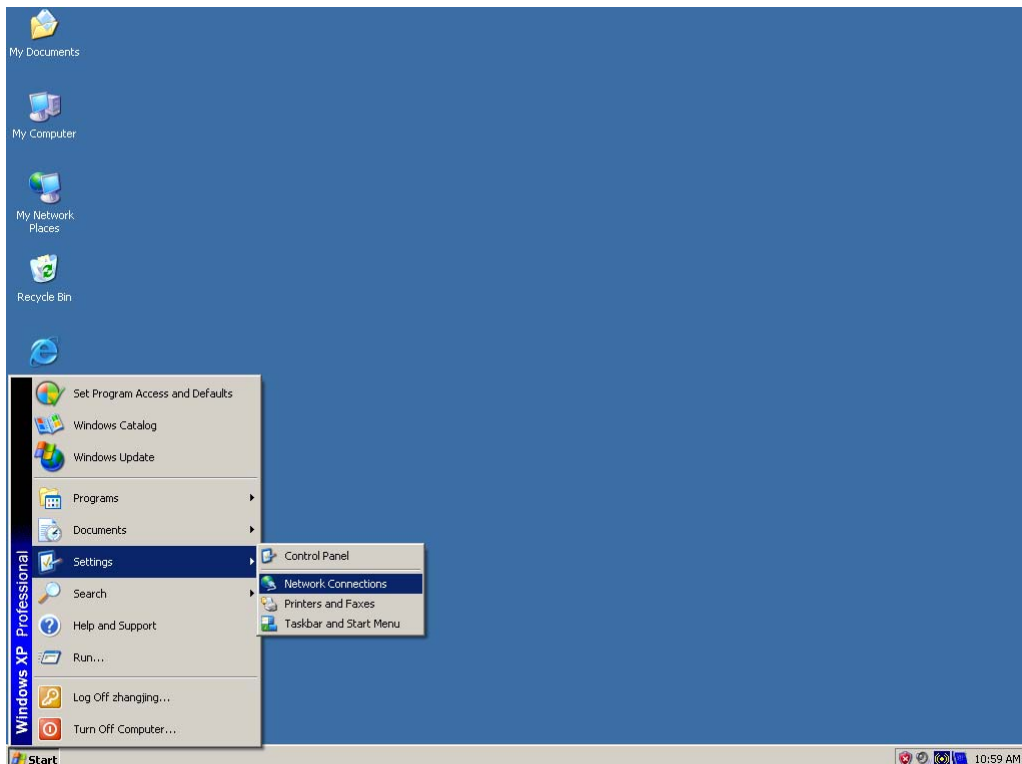 My Documents
My Computer
My Network
Places
Recycle Bin
Set Program Access and Defaults
Windows Catalog
Windows Update
Programs
Documents
Settings
Search
Help and Support
Run...
Log Off zhangjing...
Turn Off Computer...
Windows XP Professional
Control Panel
Network Connections
Printers and Faxes
Taskbar and Start Menu
Start
10:59 AM